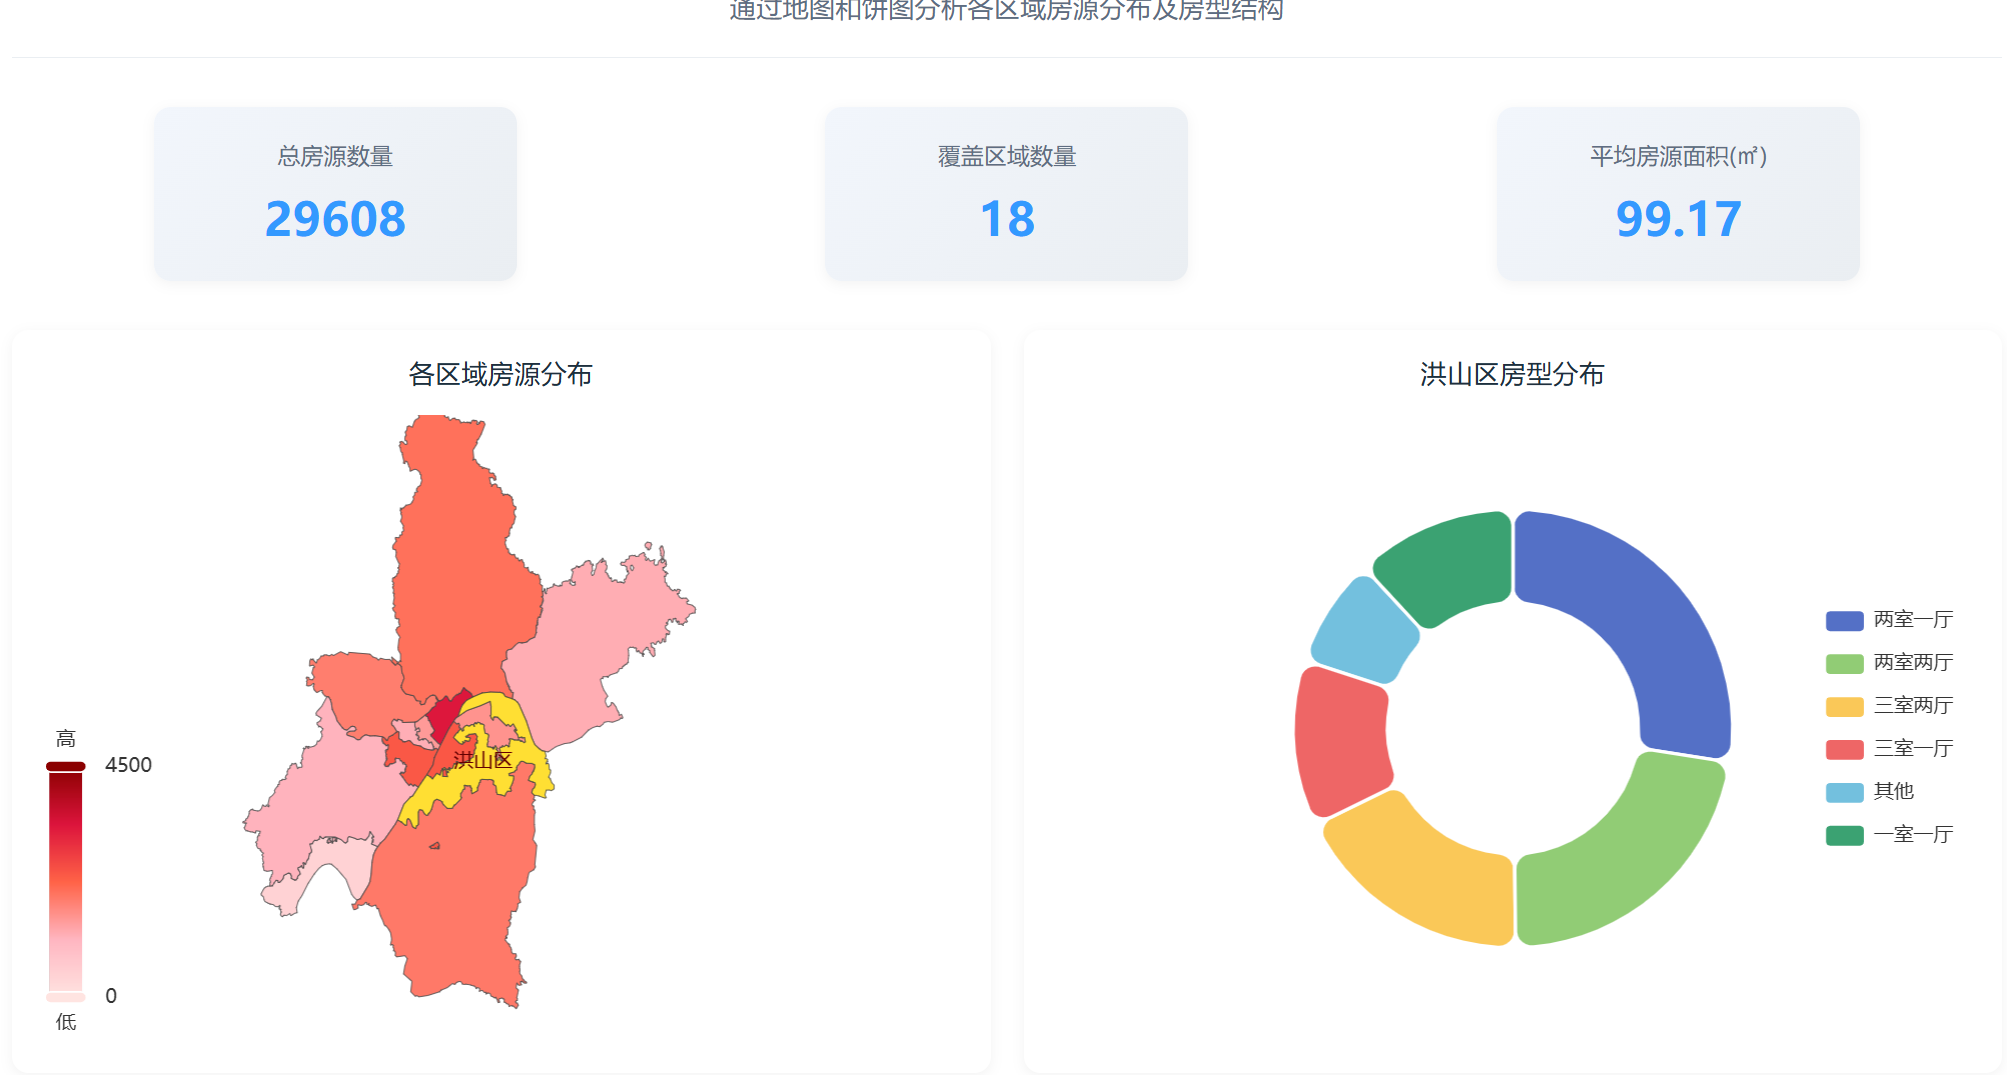 通过地图和饼图分析各区域房源分布及房型结构
总房源数量
29608
覆盖区域数量
18
平均房源面积(㎡)
99.17
各区域房源分布
洪山区
高
4500
0
低
洪山区房型分布
两室一厅
两室两厅
三室两厅
三室一厅
其他
一室一厅